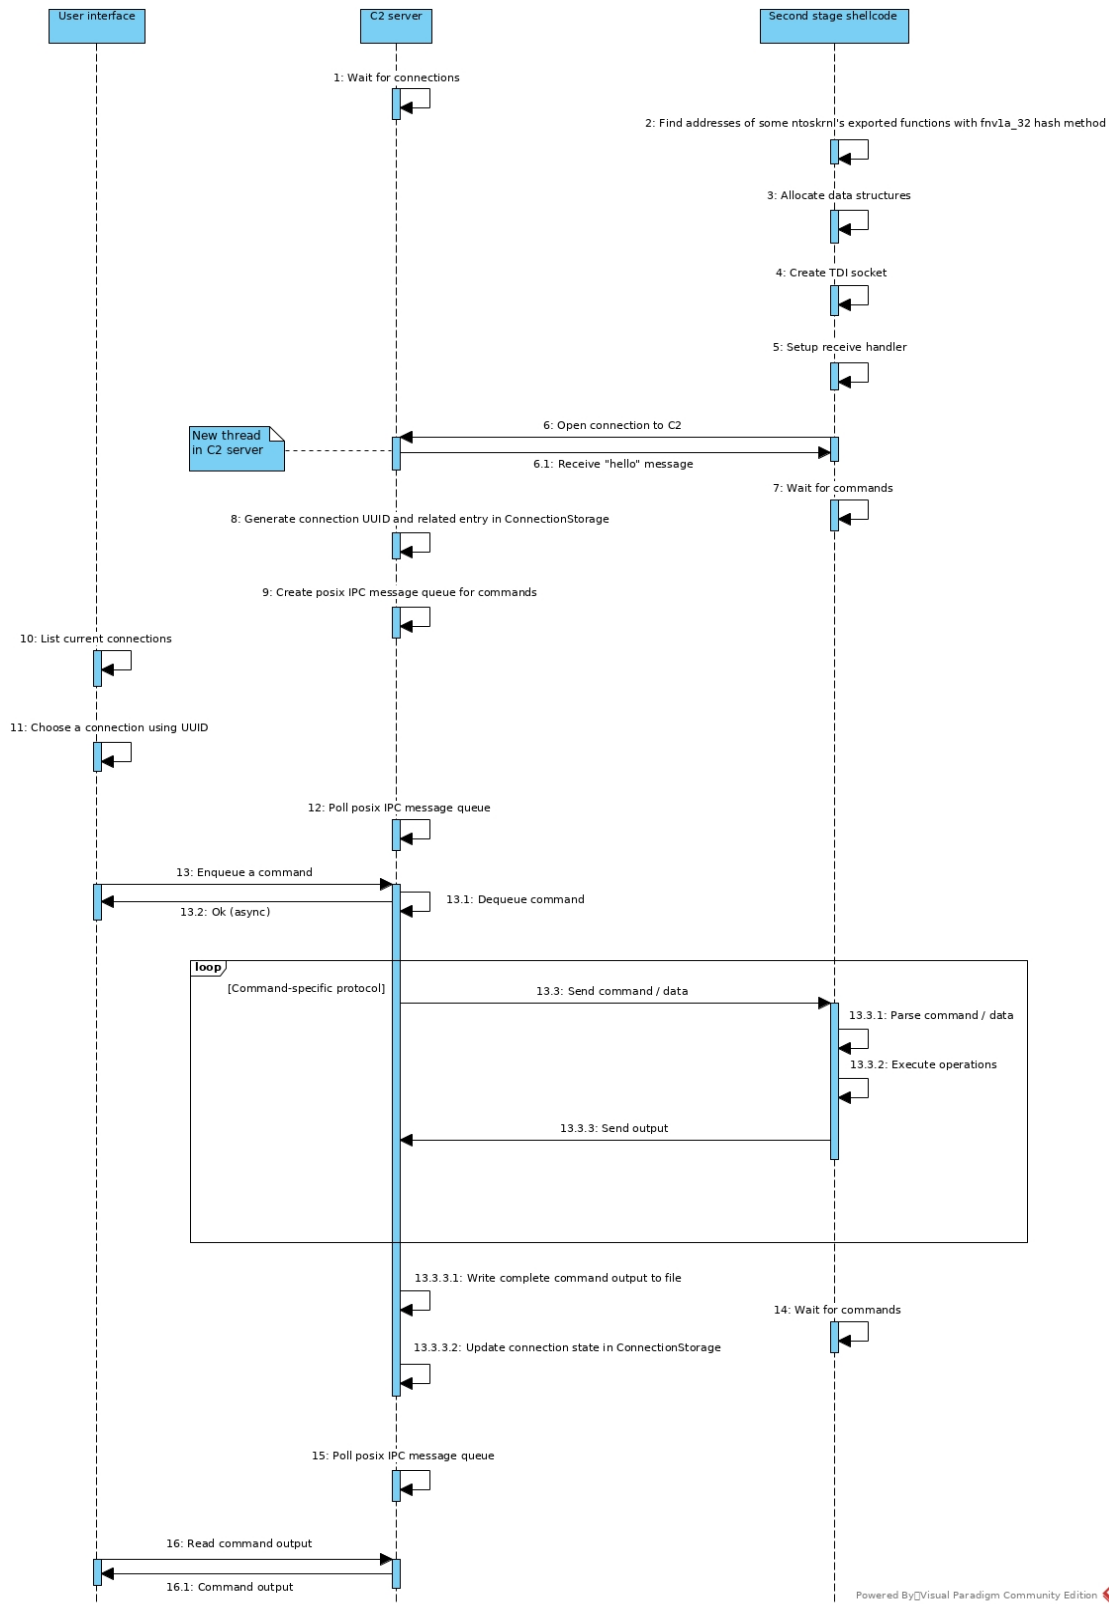 User interface
C2 server
Second stage shellcode
1: Wait for connections
2: Find addresses of some ntoskrnl's exported functions with fnv1a_32 hash method
3: Allocate data structures
4: Create TDI socket
5: Setup receive handler
6: Open connection to C2
New thread
in C2 server
6.1: Receive "hello" message
7: Wait for commands
8: Generate connection UUID and related entry in ConnectionStorage
9: Create posix IPC message queue for commands
10: List current connections
11: Choose a connection using UUID
12: Poll posix IPC message queue
13: Enqueue a command
13.1: Dequeue command
13.2: Ok (async)
loop
[Command-specific protocol]
13.3: Send command / data
13.3.1: Parse command / data
13.3.2: Execute operations
13.3.3: Send output
13.3.3.1: Write complete command output to file
14: Wait for commands
13.3.3.2: Update connection state in ConnectionStorage
15: Poll posix IPC message queue
16: Read command output
16.1: Command output
Powered By Visual Paradigm Community Edition